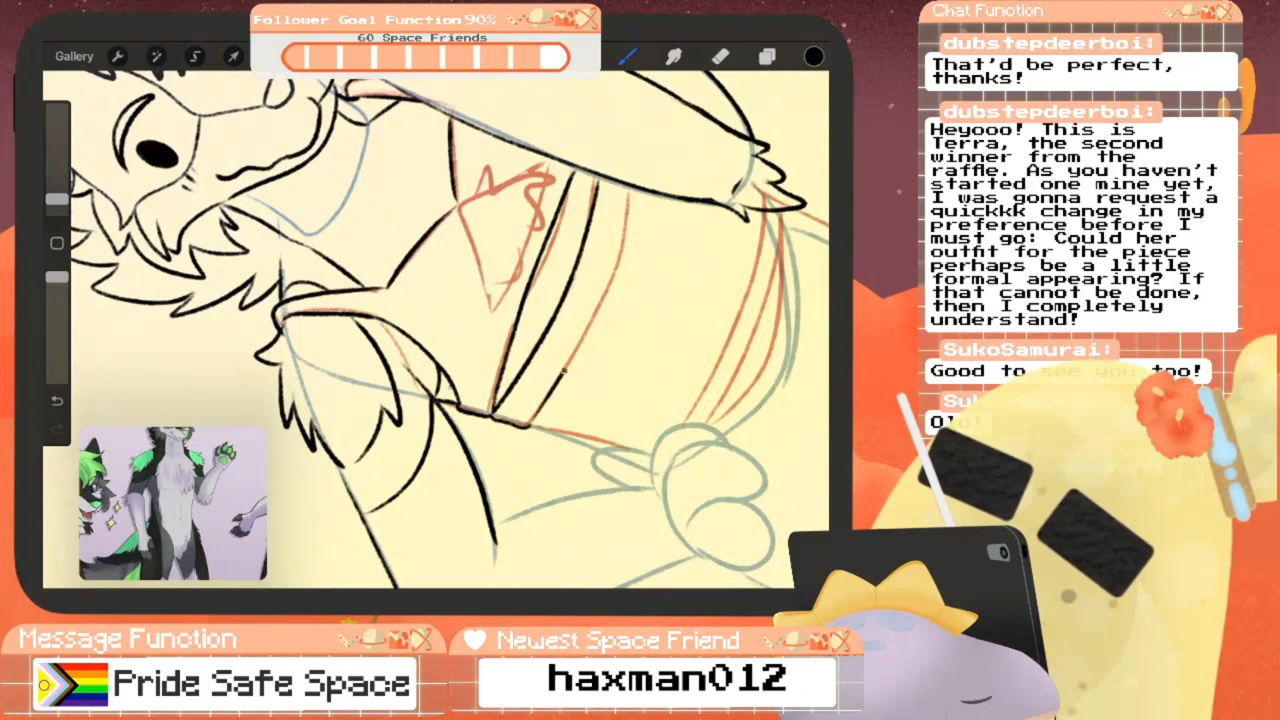 Follower Goal Function 90%
60 Space Friends
Gallery
Chat Function
dubstepdeerboi:
That'd be perfect,
thanks!
dubstepdeerboi:
Heyooo! This is
Terra, the second
winner from the
raffle. As you haven't
started one mine yet,
I was gonna request a
quickkk change in my
preference before I
must go: Could her
outfit for the piece
perhaps be a little
formal appearing? If
that cannot be done,
then I completely
understand!
SukoSamurai:
Good to see you too!
Message Function
Pride Safe Space
Newest Space Friend
haxman012